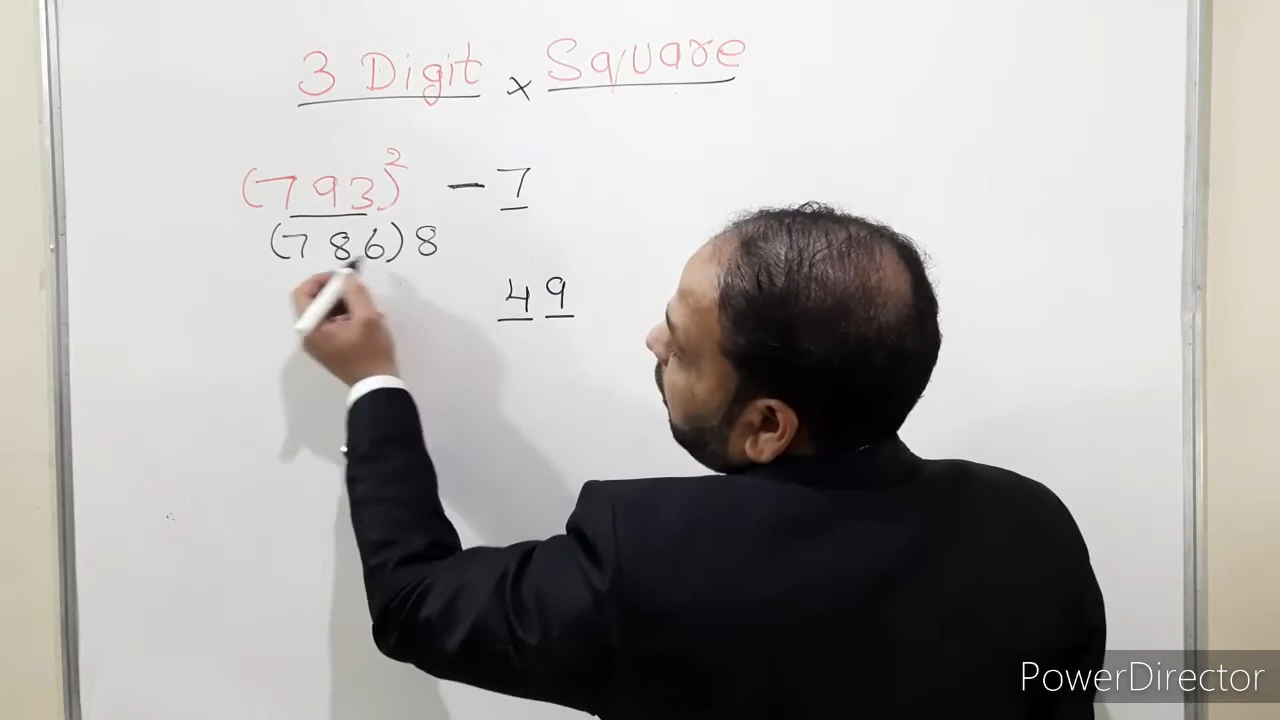 3 Digit × Square
(793)² - 7
(786)8
49
PowerDirector